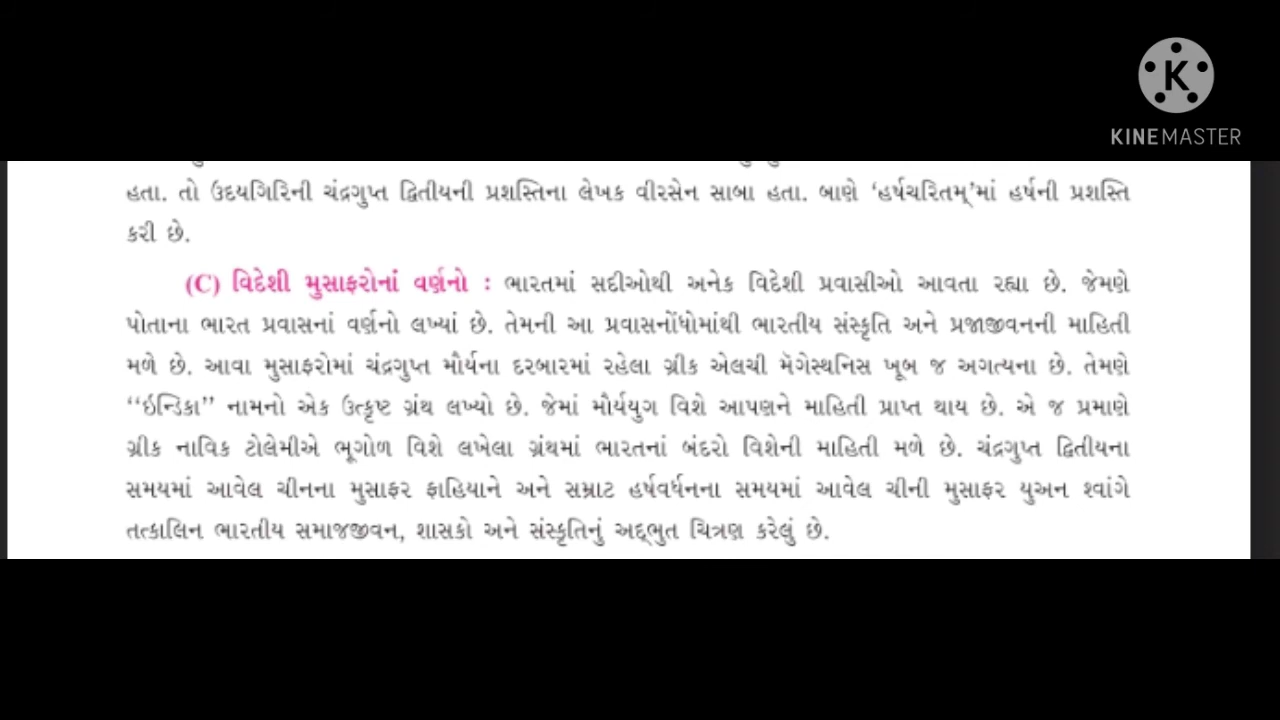 K
KINEMASTER
હતા. તો ઉદયગિરિની ચંદ્રગુપ્ત દ્વિતીયની પ્રશસ્તિના લેખક વીરસેન સાબા હતા. બાણે ‘હર્ષચરિતમ્’માં હર્ષની પ્રશસ્તિ
કરી છે.
(C) વિદેશી મુસાફરોનાં વર્ણનો : ભારતમાં સદીઓથી અનેક વિદેશી પ્રવાસીઓ આવતા રહ્યા છે. જેમણે
પોતાના ભારત પ્રવાસનાં વર્ણનો લખ્યાં છે. તેમની આ પ્રવાસનોંધોમાંથી ભારતીય સંસ્કૃતિ અને પ્રજાજીવનની માહિતી
મળે છે. આવા મુસાફરોમાં ચંદ્રગુપ્ત મૌર્યના દરબારમાં રહેલા ગ્રીક એલચી મૅગેસ્થનિસ ખૂબ જ અગત્યના છે. તેમણે
‘‘ઇન્ડિકા’’ નામનો એક ઉત્કૃષ્ટ ગ્રંથ લખ્યો છે. જેમાં મૌર્યયુગ વિશે આપણને માહિતી પ્રાપ્ત થાય છે. એ જ પ્રમાણે
ગ્રીક નાવિક ટોલેમીએ ભૂગોળ વિશે લખેલા ગ્રંથમાં ભારતનાં બંદરો વિશેની માહિતી મળે છે. ચંદ્રગુપ્ત દ્વિતીયના
સમયમાં આવેલ ચીનના મુસાફર ફાહિયાને અને સમ્રાટ હર્ષવર્ધનના સમયમાં આવેલ ચીની મુસાફર યુઅન શ્વાંગે
તત્કાલિન ભારતીય સમાજજીવન, શાસકો અને સંસ્કૃતિનું અદ્ભુત ચિત્રણ કરેલું છે.